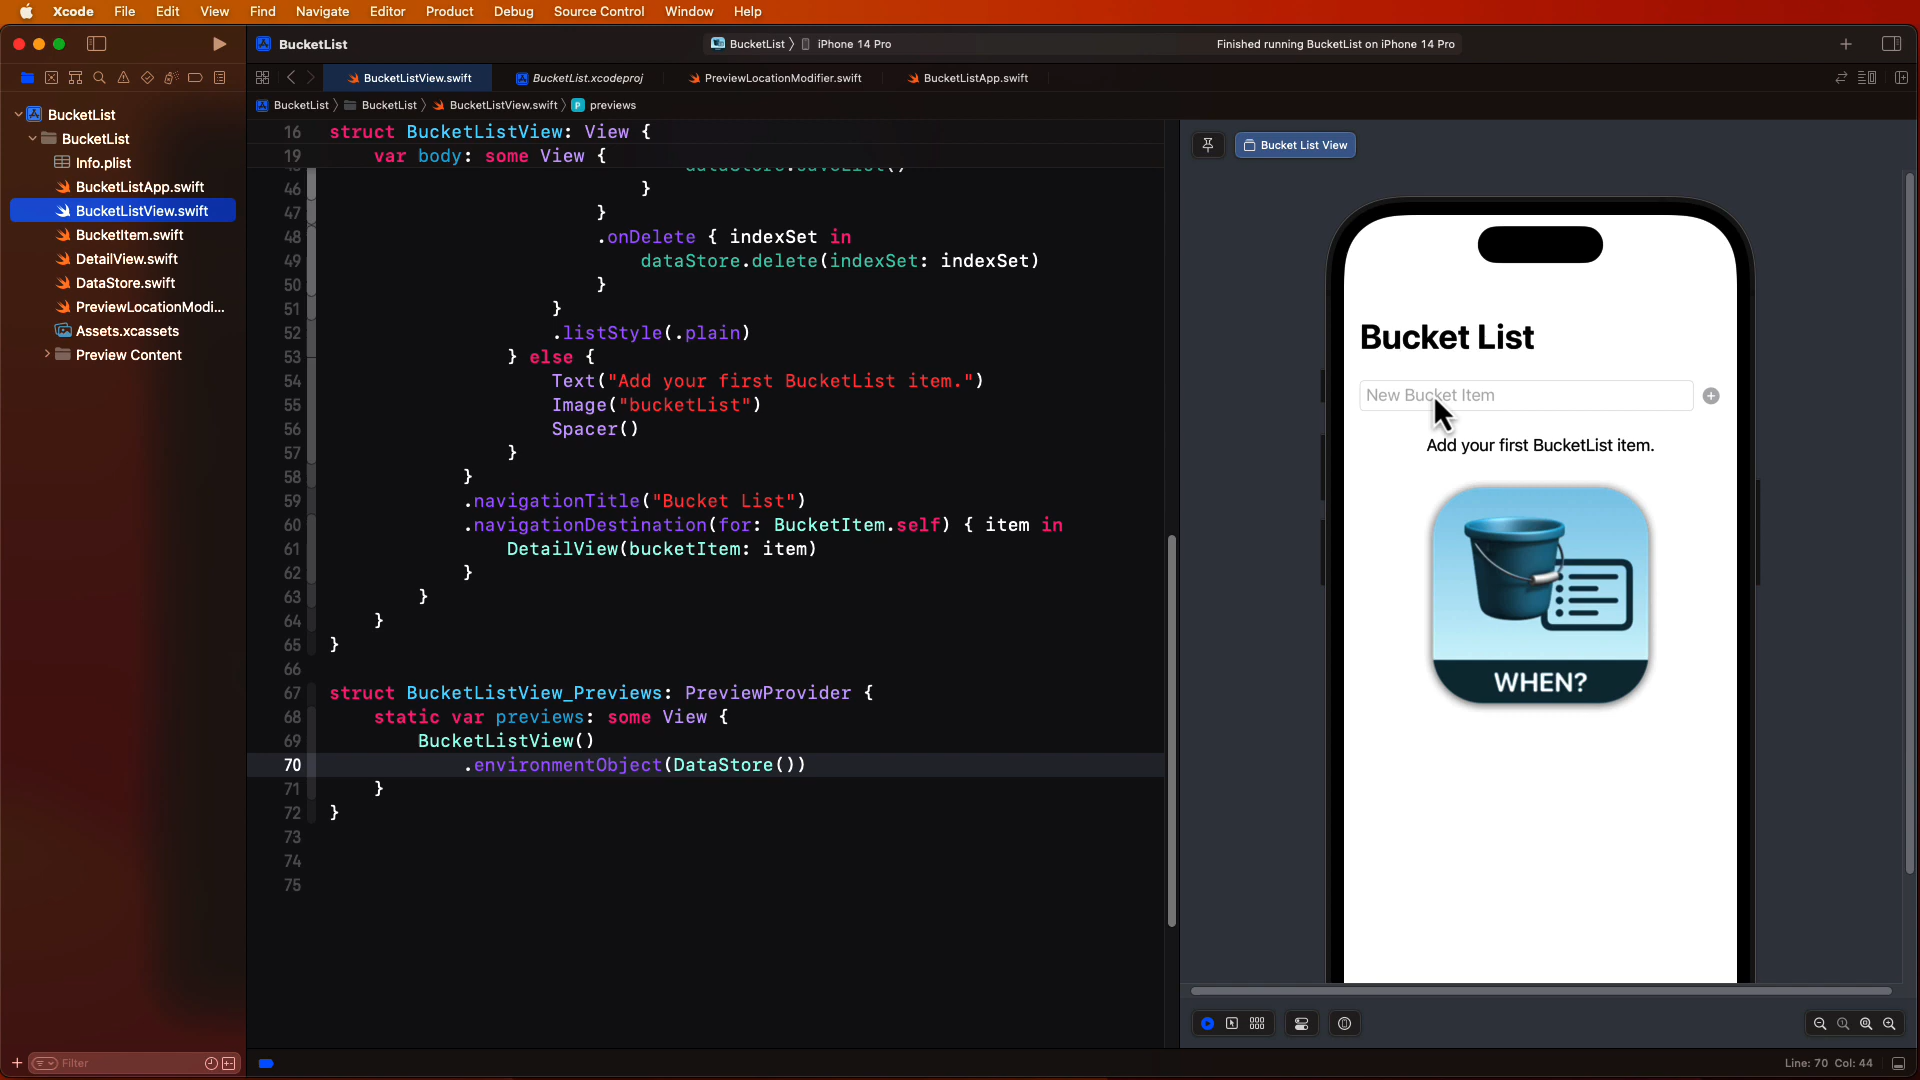 Xcode File Edit View Find Navigate Editor Product Debug Source Control Window Help
BucketList
BucketList 〉 iPhone 14 Pro
Finished running BucketList on iPhone 14 Pro
BucketListView.swift BucketList.xcodeproj PreviewLocationModifier.swift BucketListApp.swift
BucketList 〉 BucketList 〉 BucketListView.swift 〉 P previews
BucketList
BucketList
Info.plist
BucketListApp.swift
BucketListView.swift
BucketItem.swift
DetailView.swift
DataStore.swift
PreviewLocationModi...
Assets.xcassets
Preview Content
Filter
16 struct BucketListView: View {
19 var body: some View {
dataStore.saveList()
46 }
47 }
48 .onDelete { indexSet in
49 dataStore.delete(indexSet: indexSet)
50 }
51 }
52 .listStyle(.plain)
53 } else {
54 Text("Add your first BucketList item.")
55 Image("bucketList")
56 Spacer()
57 }
58 }
59 .navigationTitle("Bucket List")
60 .navigationDestination(for: BucketItem.self) { item in
61 DetailView(bucketItem: item)
62 }
63 }
64 }
65 }
66
67 struct BucketListView_Previews: PreviewProvider {
68 static var previews: some View {
69 BucketListView()
70 .environmentObject(DataStore())
71 }
72 }
73
74
75
Bucket List View
Bucket List
New Bucket Item
Add your first BucketList item.
WHEN?
Line: 70 Col: 44